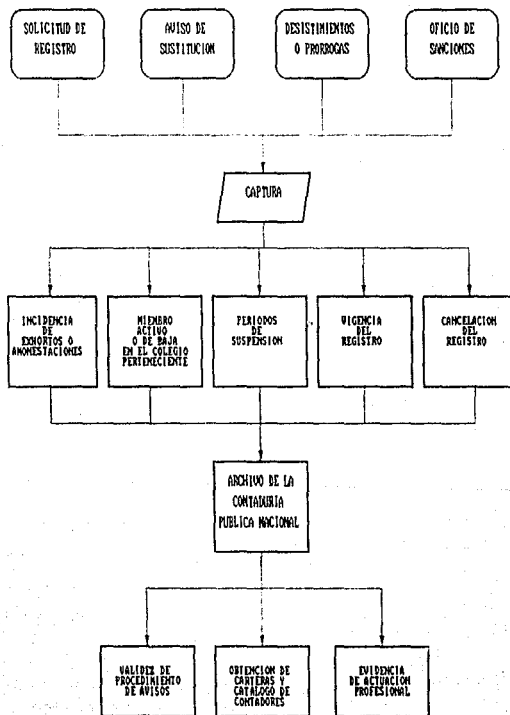 SOLICITUD DE
REGISTRO
AVISO DE
SUSTITUCION
DESISTIMIENTOS
O PRORROGAS
OFICIO DE
SANCIONES
CAPTURA
INCIDENCIA
DE
EXHORTOS O
AMONESTACIONES
MIEMBRO
ACTIVO
O DE BAJA
EN EL COLEGIO
PERTENECIENTE
PERIODOS
DE
SUSPENSION
VIGENCIA
DEL
REGISTRO
CANCELACION
DEL
REGISTRO
ARCHIVO DE LA
CONTADURIA
PUBLICA NACIONAL
VALIDEZ DE
PROCEDIMIENTO
DE AVISOS
OBTENCION DE
CARTERAS Y
CATALOGO DE
CONTADORES
EVIDENCIA
DE ACTUACION
PROFESIONAL